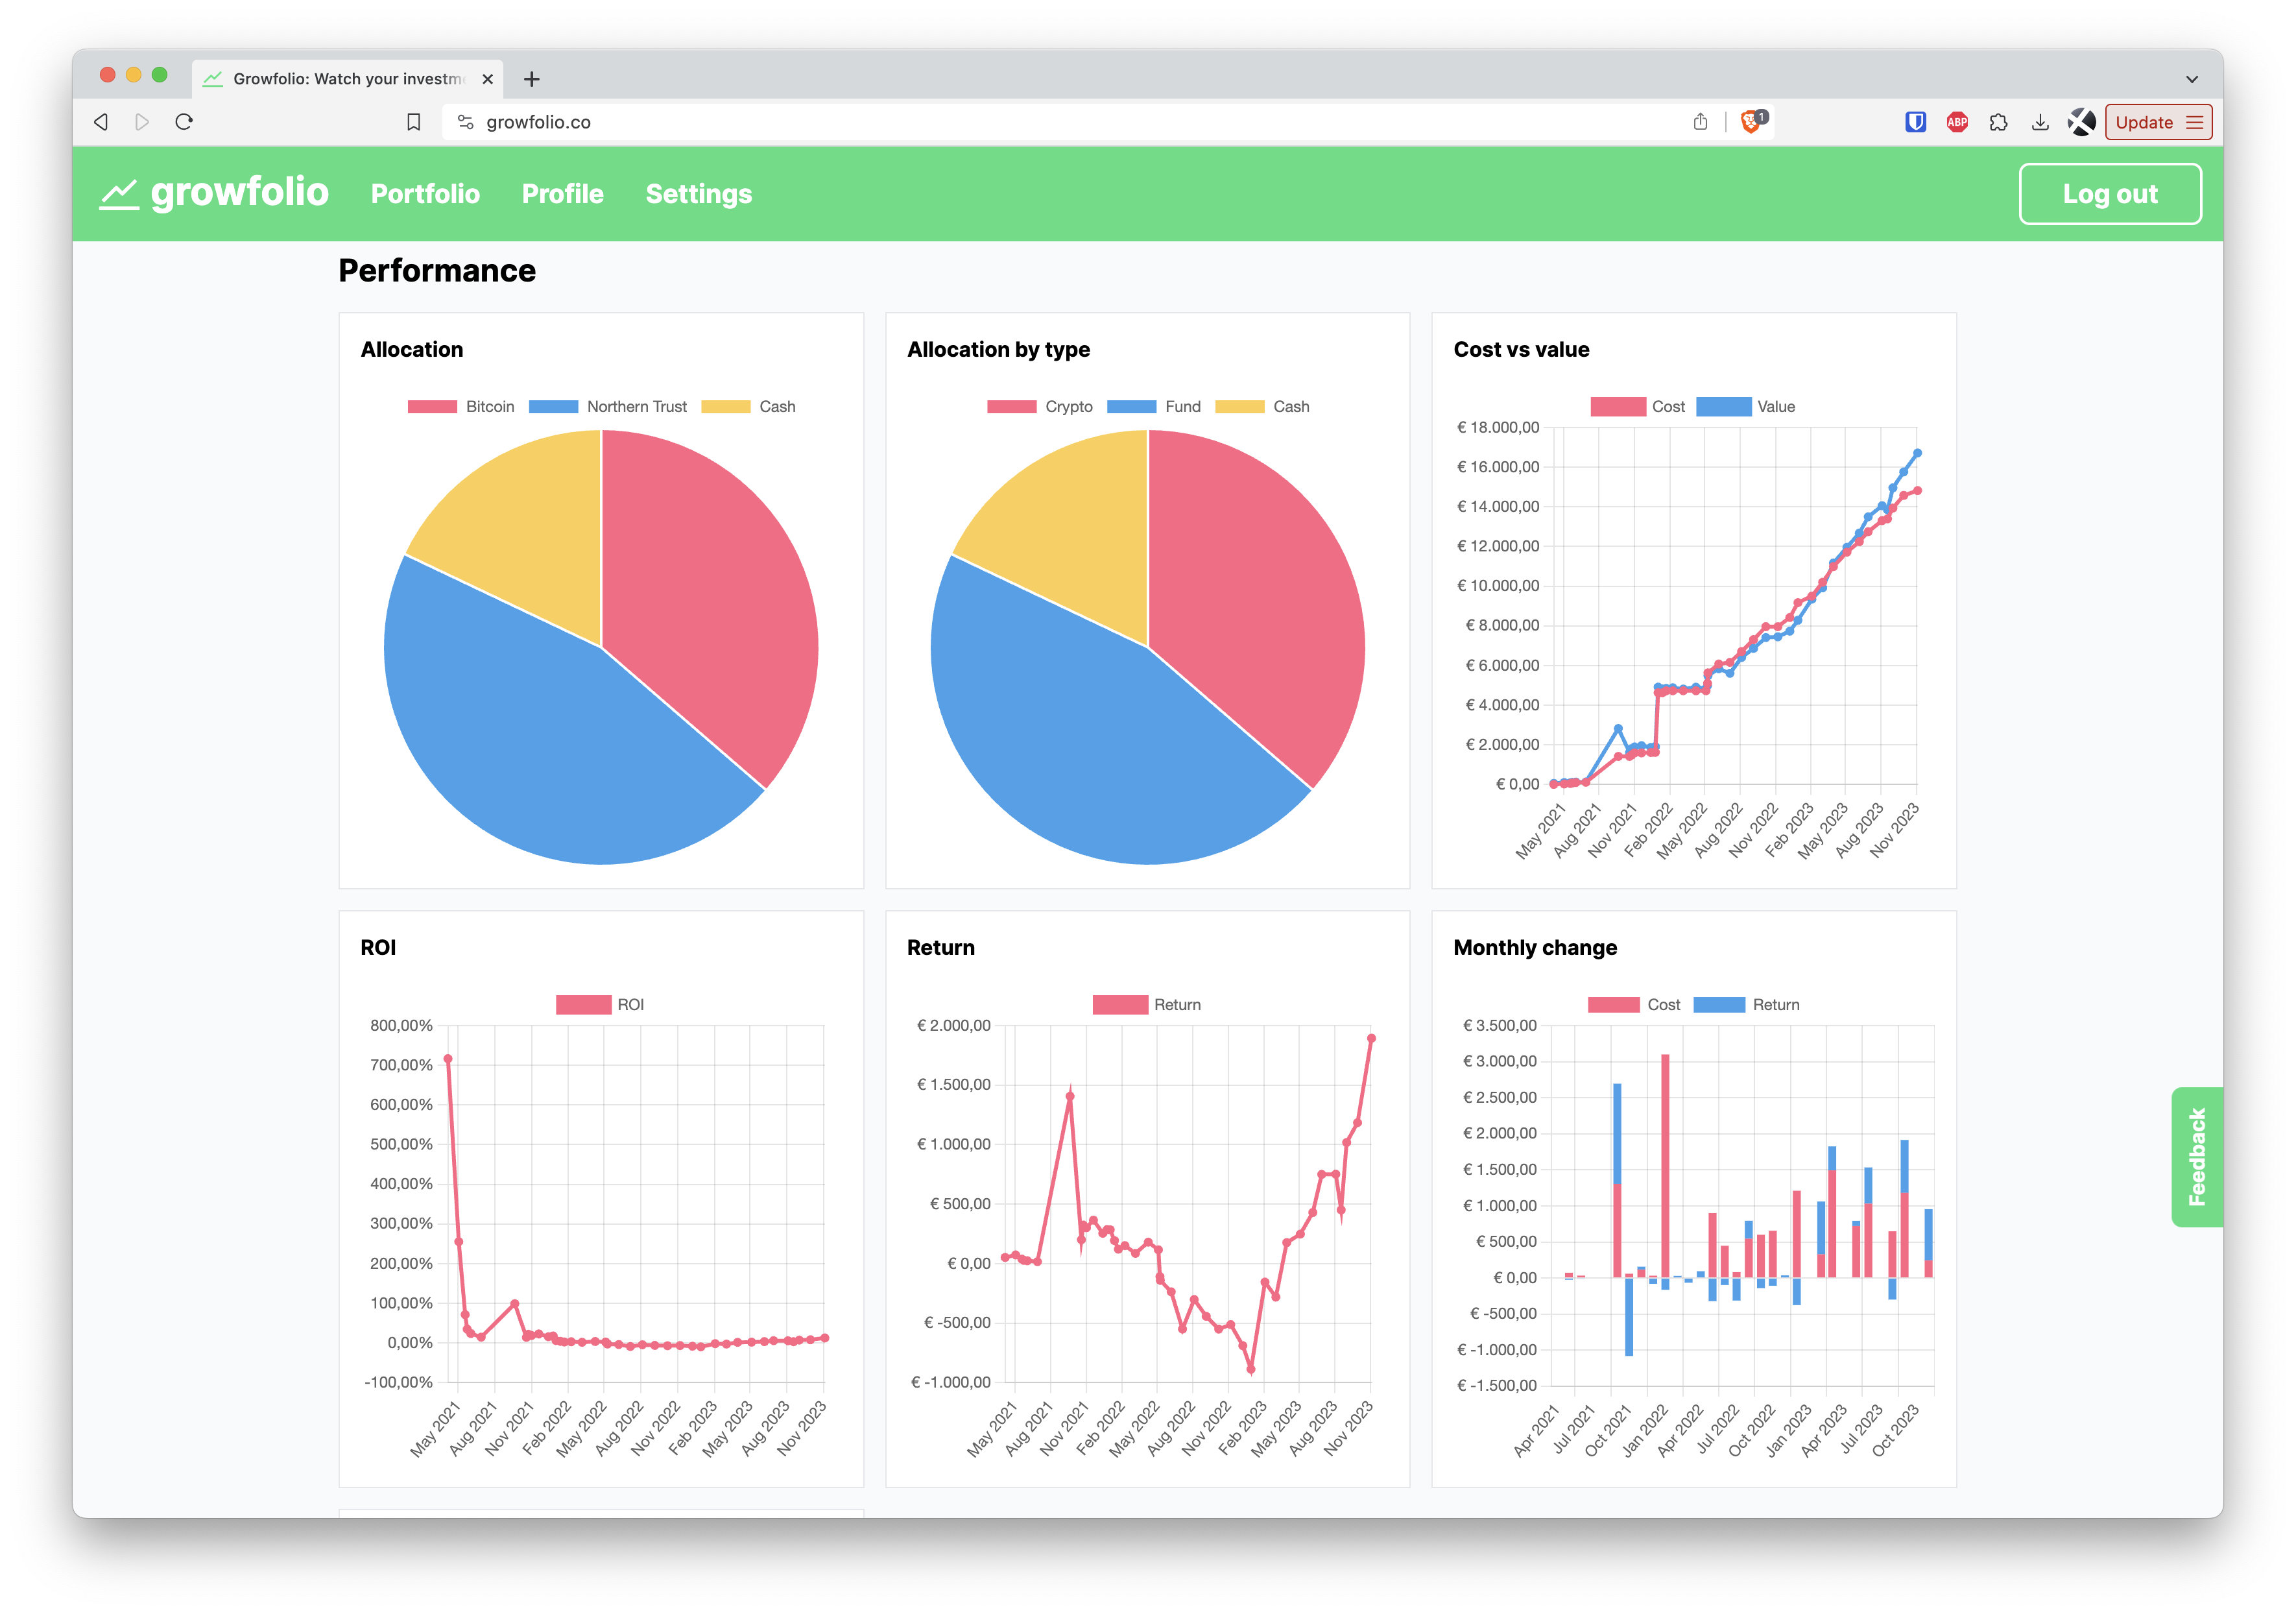 Growfolio: Watch your investme
growfolio.co
1
ABP
Update
growfolio
Portfolio
Profile
Settings
Log out
Performance
Allocation
Bitcoin
Northern Trust
Cash
Allocation by type
Crypto
Fund
Cash
Cost vs value
Cost
Value
€ 18.000,00
€ 16.000,00
€ 14.000,00
€ 12.000,00
€ 10.000,00
€ 8.000,00
€ 6.000,00
€ 4.000,00
€ 2.000,00
€ 0,00
May 2021
Aug 2021
Nov 2021
Feb 2022
May 2022
Aug 2022
Nov 2022
Feb 2023
May 2023
Aug 2023
Nov 2023
ROI
ROI
800,00%
700,00%
600,00%
500,00%
400,00%
300,00%
200,00%
100,00%
0,00%
-100,00%
May 2021
Aug 2021
Nov 2021
Feb 2022
May 2022
Aug 2022
Nov 2022
Feb 2023
May 2023
Aug 2023
Nov 2023
Return
Return
€ 2.000,00
€ 1.500,00
€ 1.000,00
€ 500,00
€ 0,00
€ -500,00
€ -1.000,00
May 2021
Aug 2021
Nov 2021
Feb 2022
May 2022
Aug 2022
Nov 2022
Feb 2023
May 2023
Aug 2023
Nov 2023
Monthly change
Cost
Return
€ 3.500,00
€ 3.000,00
€ 2.500,00
€ 2.000,00
€ 1.500,00
€ 1.000,00
€ 500,00
€ 0,00
€ -500,00
€ -1.000,00
€ -1.500,00
Apr 2021
Jul 2021
Oct 2021
Jan 2022
Apr 2022
Jul 2022
Oct 2022
Jan 2023
Apr 2023
Jul 2023
Oct 2023
Feedback